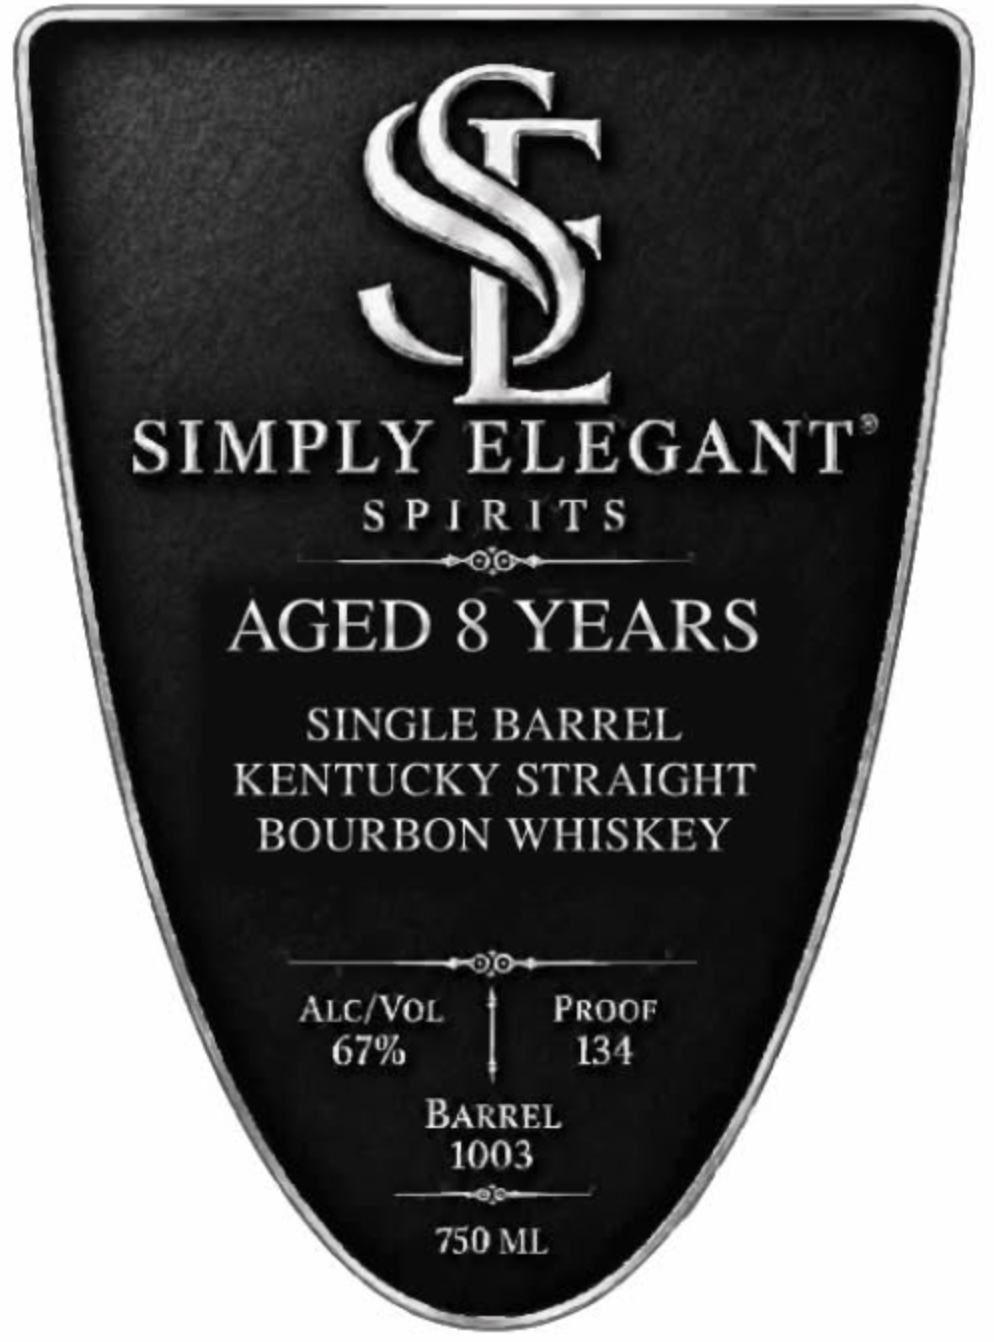 SE
SIMPLY ELEGANT®
SPIRITS
AGED 8 YEARS
SINGLE BARREL
KENTUCKY STRAIGHT
BOURBON WHISKEY
ALC/VOL
67%
PROOF
134
BARREL
1003
750 ML